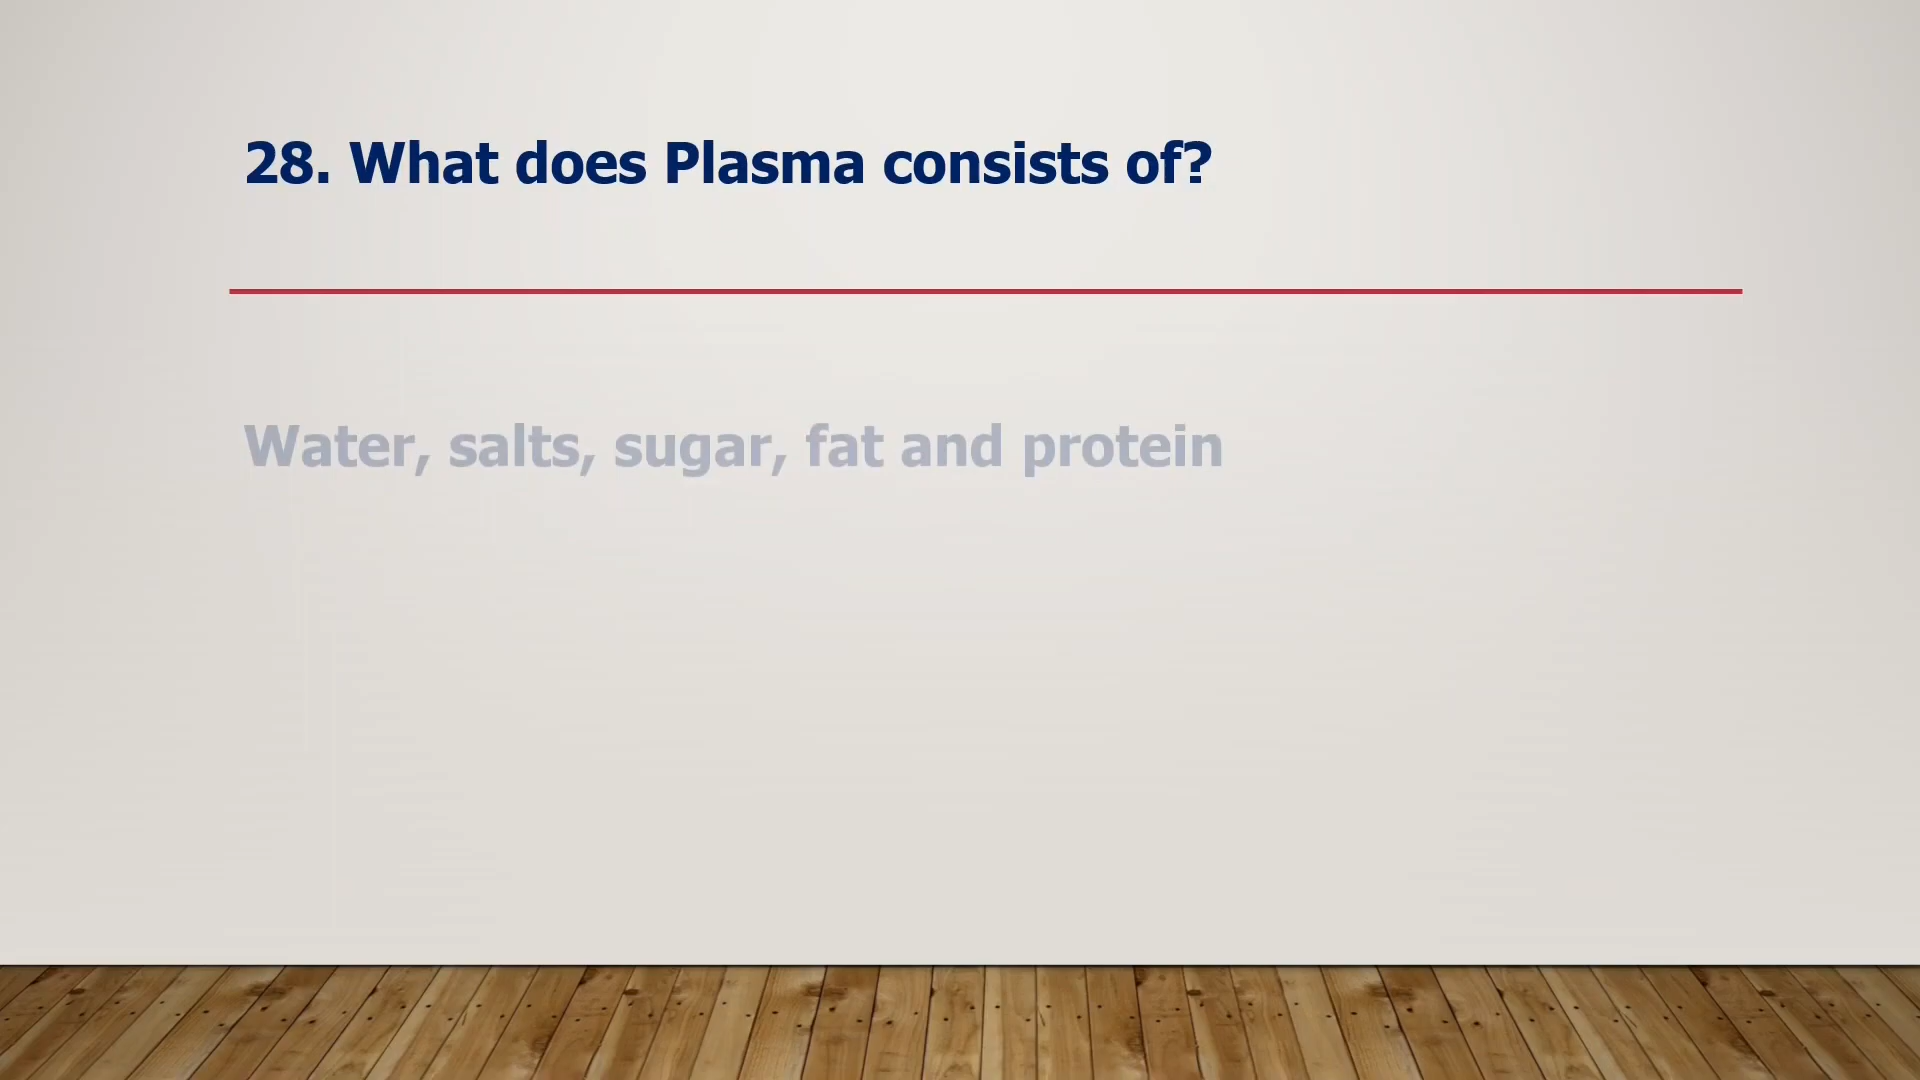 28. What does Plasma consists of?
Water, salts, sugar, fat and protein